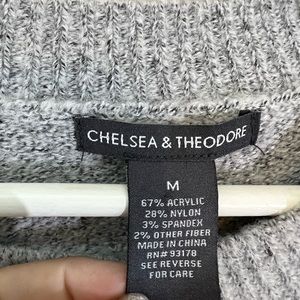 CHELSEA & THEODORE
M
67% ACRYLIC
28% NYLON
3% SPANDEX
2% OTHER FIBER
MADE IN CHINA
RN# 93178
SEE REVERSE
FOR CARE